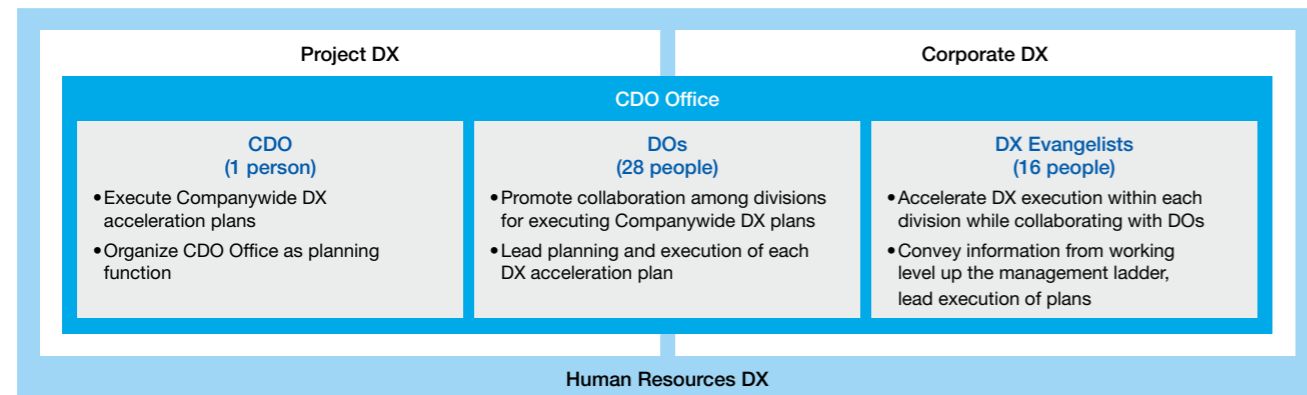 Project DX
Corporate DX
CDO Office
CDO
(1 person)
•Execute Companywide DX
acceleration plans
•Organize CDO Office as planning
function
DOs
(28 people)
•Promote collaboration among divisions
for executing Companywide DX plans
•Lead planning and execution of each
DX acceleration plan
DX Evangelists
(16 people)
•Accelerate DX execution within each
division while collaborating with DOs
•Convey information from working
level up the management ladder,
lead execution of plans
Human Resources DX